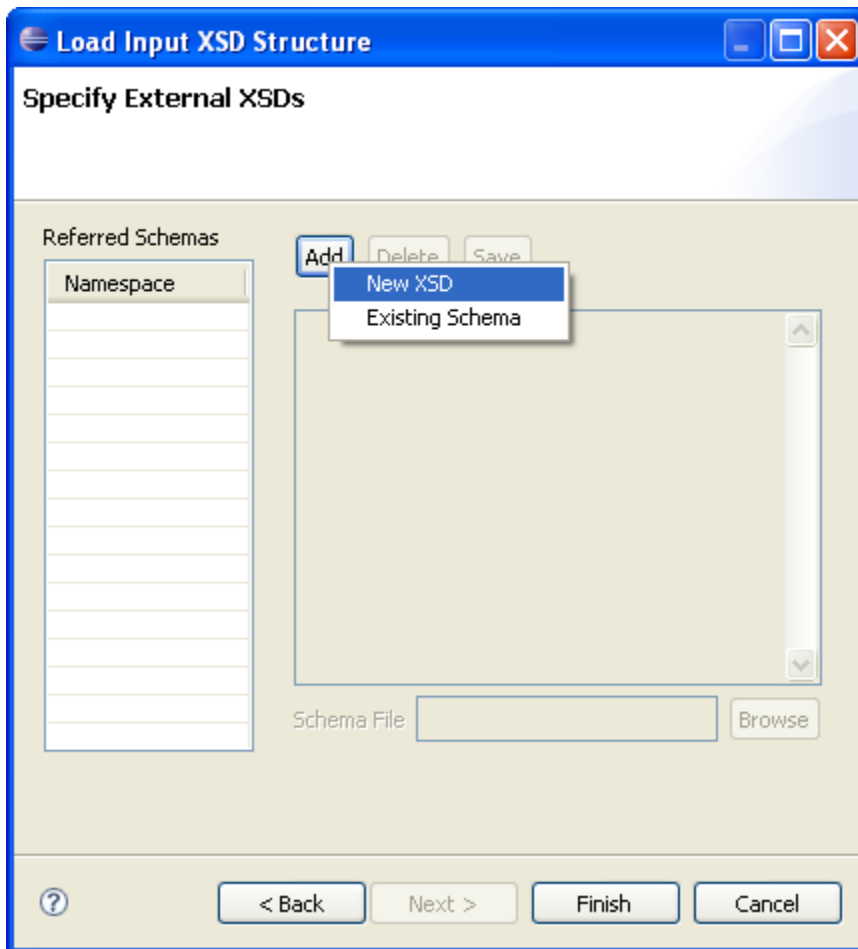 Load Input XSD Structure
Specify External XSDs
Referred Schemas
Add Delete Save
Namespace
New XSD
Existing Schema
Schema File
Browse
?
< Back Next > Finish Cancel